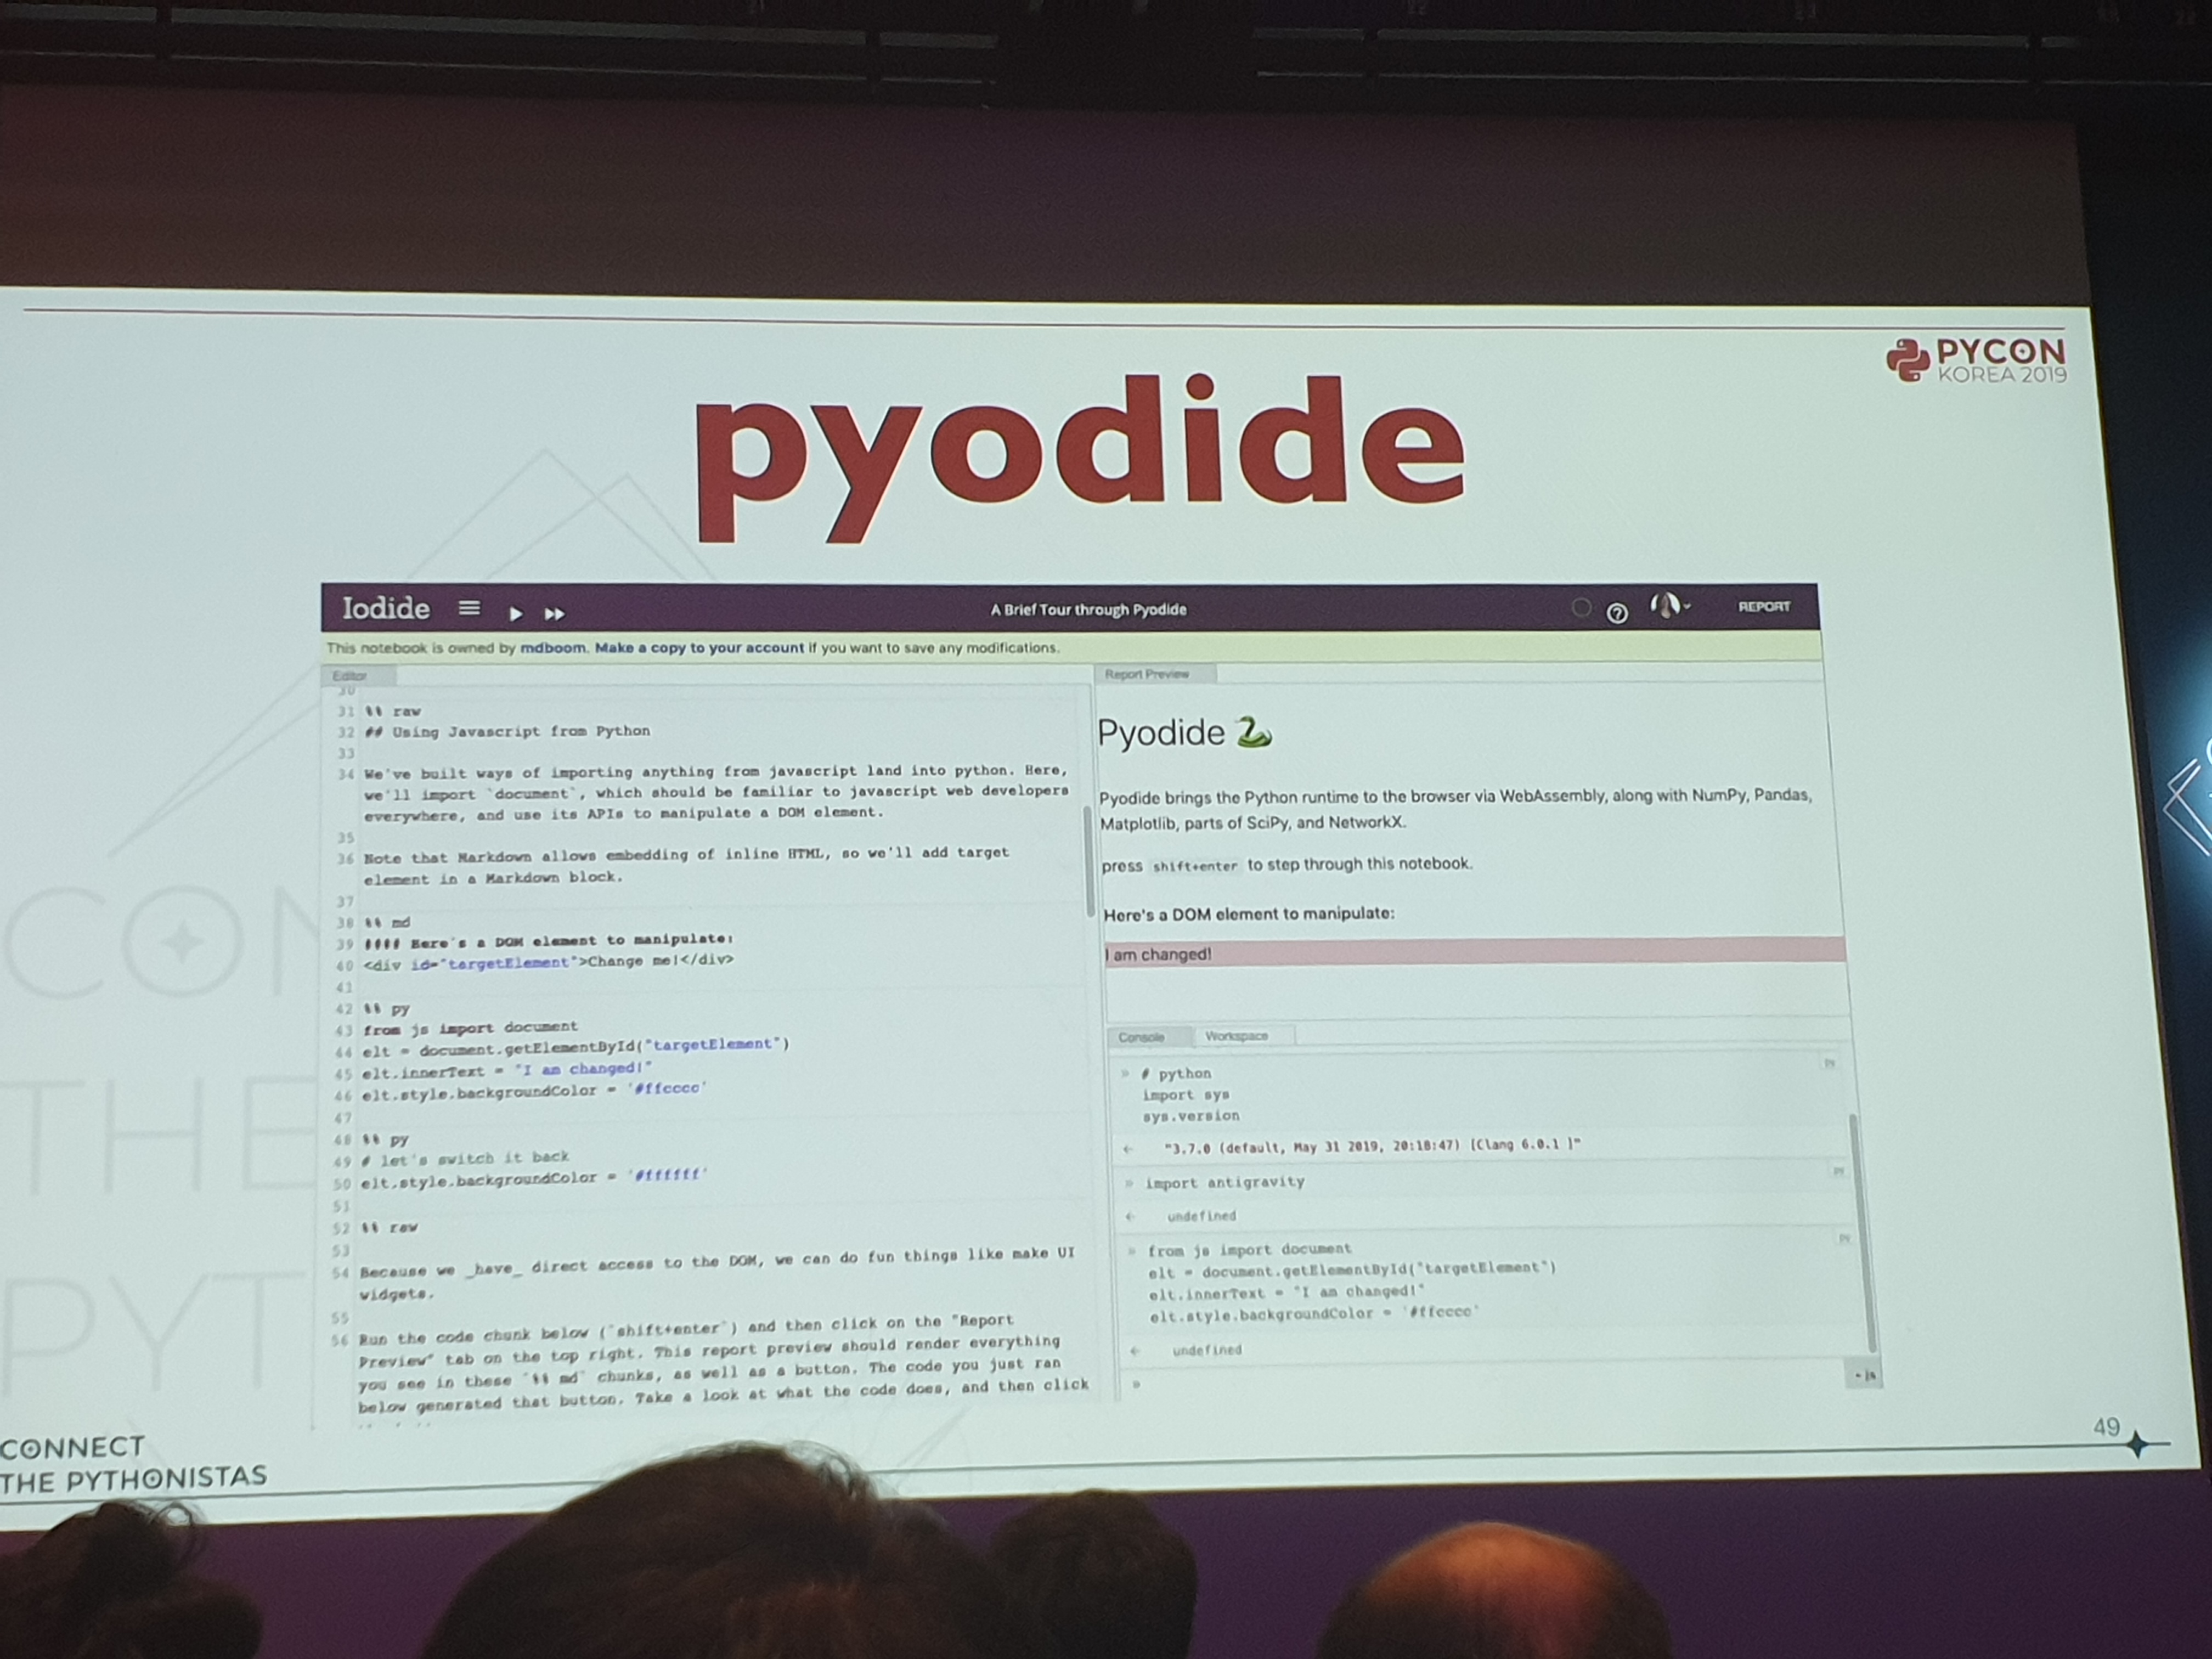 PYCON
KOREA 2019
pyodide
Iodide
A Brief Tour through Pyodide
REPORT
This notebook is owned by mdboom. Make a copy to your account if you want to save any modifications.
Editor
30
31 %% raw
32 ## Using Javascript from Python
33
34 We've built ways of importing anything from javascript land into python. Here,
we'll import `document`, which should be familiar to javascript web developers
everywhere, and use its APIs to manipulate a DOM element.
35
36 Note that Markdown allows embedding of inline HTML, so we'll add target
element in a Markdown block.
37
38 %% md
39 #### Here's a DOM element to manipulate:
40 <div id="targetElement">Change me!</div>
41
42 %% py
43 from js import document
44 elt = document.getElementById("targetElement")
45 elt.innerText = "I am changed!"
46 elt.style.backgroundColor = '#ffcccc'
47
48 %% py
49 # let's switch it back
50 elt.style.backgroundColor = '#ffffff'
51
52 %% raw
53
54 Because we _have_ direct access to the DOM, we can do fun things like make UI
widgets.
55
56 Run the code chunk below (`shift+enter`) and then click on the "Report
Preview" tab on the top right. This report preview should render everything
you see in these `%% md` chunks, as well as a button. The code you just ran
below generated that button. Take a look at what the code does, and then click
Report Preview
Pyodide
Pyodide brings the Python runtime to the browser via WebAssembly, along with NumPy, Pandas,
Matplotlib, parts of SciPy, and NetworkX.
press shift+enter to step through this notebook.
Here's a DOM element to manipulate:
I am changed!
Console Workspace
» # python py
import sys
sys.version
← "3.7.0 (default, May 31 2019, 20:18:47) [Clang 6.0.1 ]"
» import antigravity py
← undefined
» from js import document py
elt = document.getElementById("targetElement")
elt.innerText = "I am changed!"
elt.style.backgroundColor = '#ffcccc'
← undefined
»
js
CON
THE
PYT
CONNECT
THE PYTHONISTAS
49